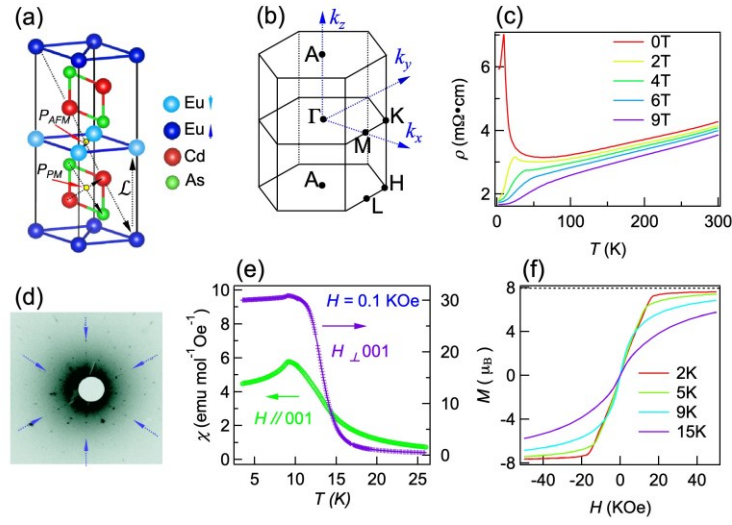 (a)
P_AFM
P_PM
ℒ
Eu
Eu
Cd
As
(b)
k_z
A
k_y
Γ
K
M
k_x
A
H
L
(c)
0T
2T
4T
6T
9T
ρ (mΩ•cm)
6
4
2
0 100 200 300
T (K)
(d)
(e)
H = 0.1 KOe
H ⊥ 001
H // 001
χ (emu mol⁻¹Oe⁻¹)
10
8
6
4
2
0
30
20
10
0
5 10 15 20 25
T (K)
(f)
2K
5K
9K
15K
M ( μ_B)
8
4
0
-4
-8
-40 -20 0 20 40
H (KOe)